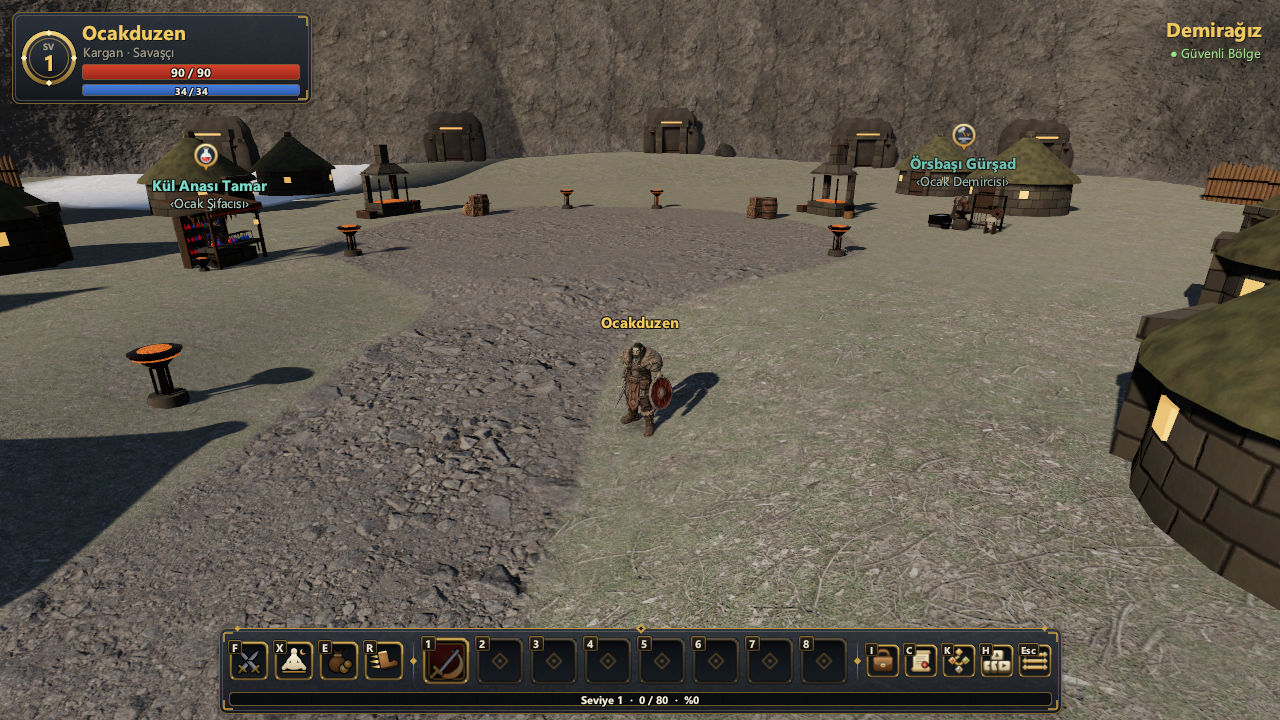 Ocakduzen
SV
1
Kargan · Savaşçı
90 / 90
34 / 34
Demirağız
● Güvenli Bölge
Kül Anası Tamar
‹Ocak Şifacısı›
Örsbaşı Gürşad
‹Ocak Demircisi›
Ocakduzen
F X E R 1 2 3 4 5 6 7 8 I C K H Esc
Seviye 1 · 0 / 80 · %0